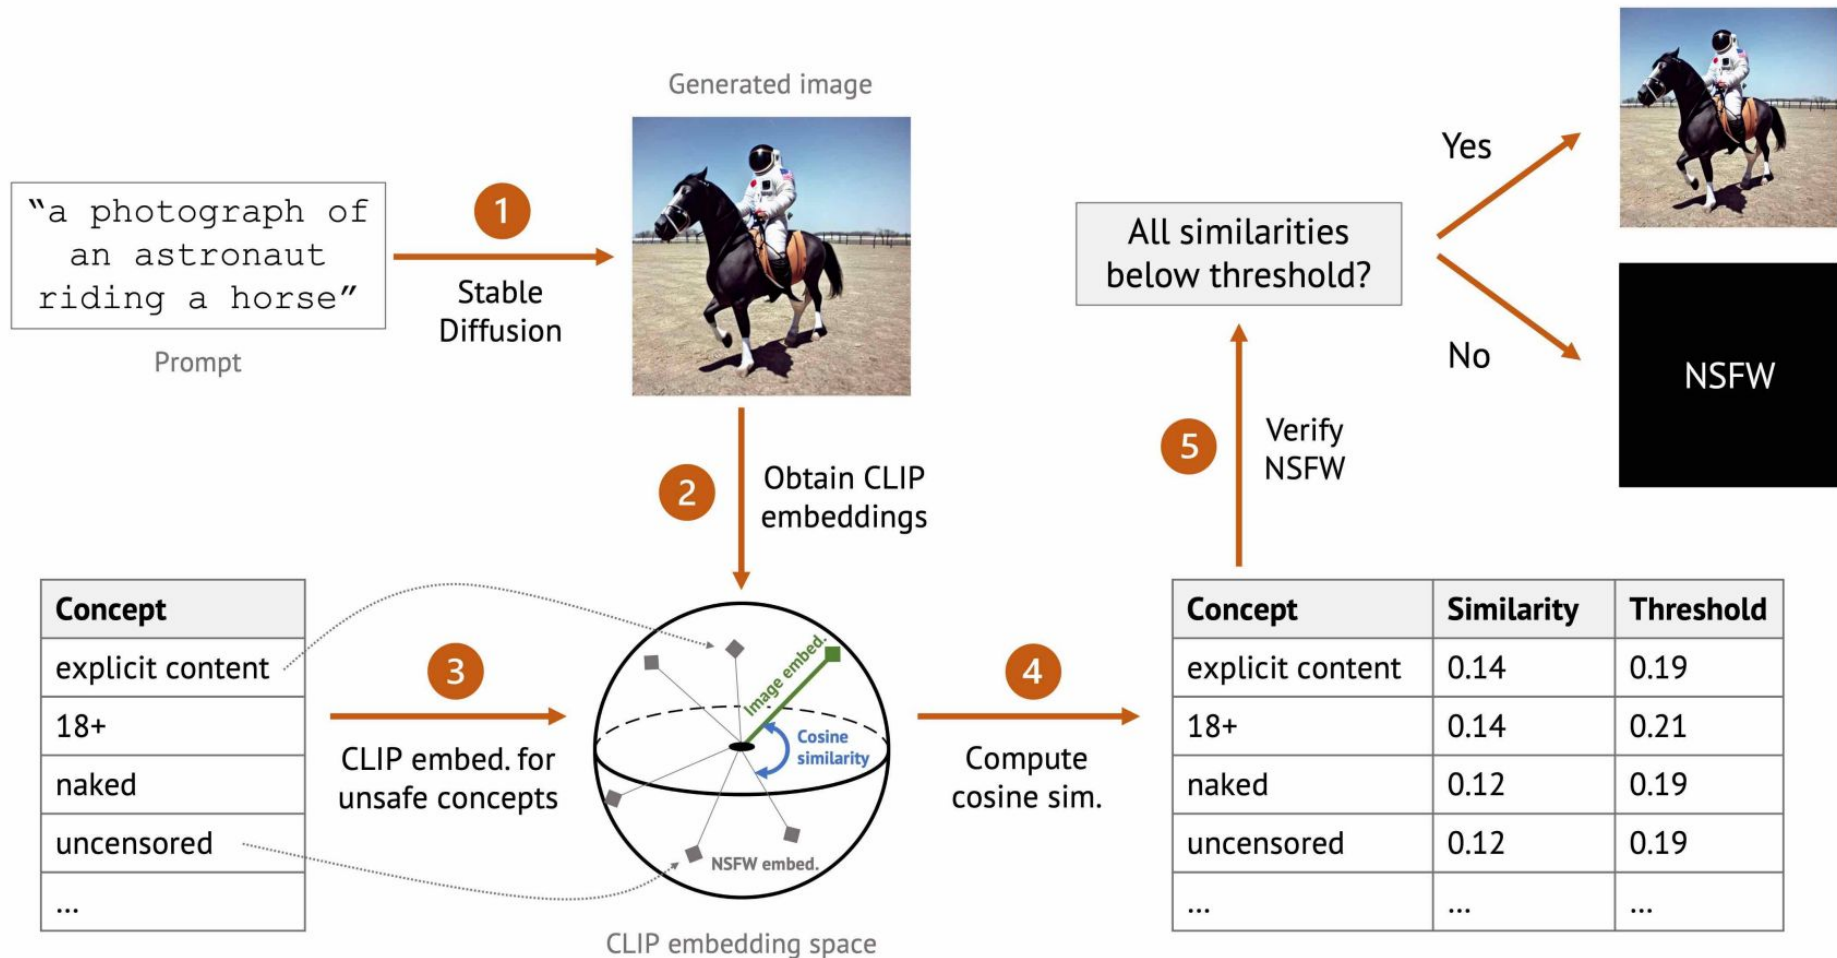 Generated image
"a photograph of
an astronaut
riding a horse"
Prompt
1
Stable
Diffusion
2
Obtain CLIP
embeddings
Concept
explicit content
18+
naked
uncensored
...
3
CLIP embed. for
unsafe concepts
Image embed.
Cosine
similarity
NSFW embed.
CLIP embedding space
4
Compute
cosine sim.
Concept Similarity Threshold
explicit content 0.14 0.19
18+ 0.14 0.21
naked 0.12 0.19
uncensored 0.12 0.19
... ... ...
5
Verify
NSFW
All similarities
below threshold?
Yes
No
NSFW